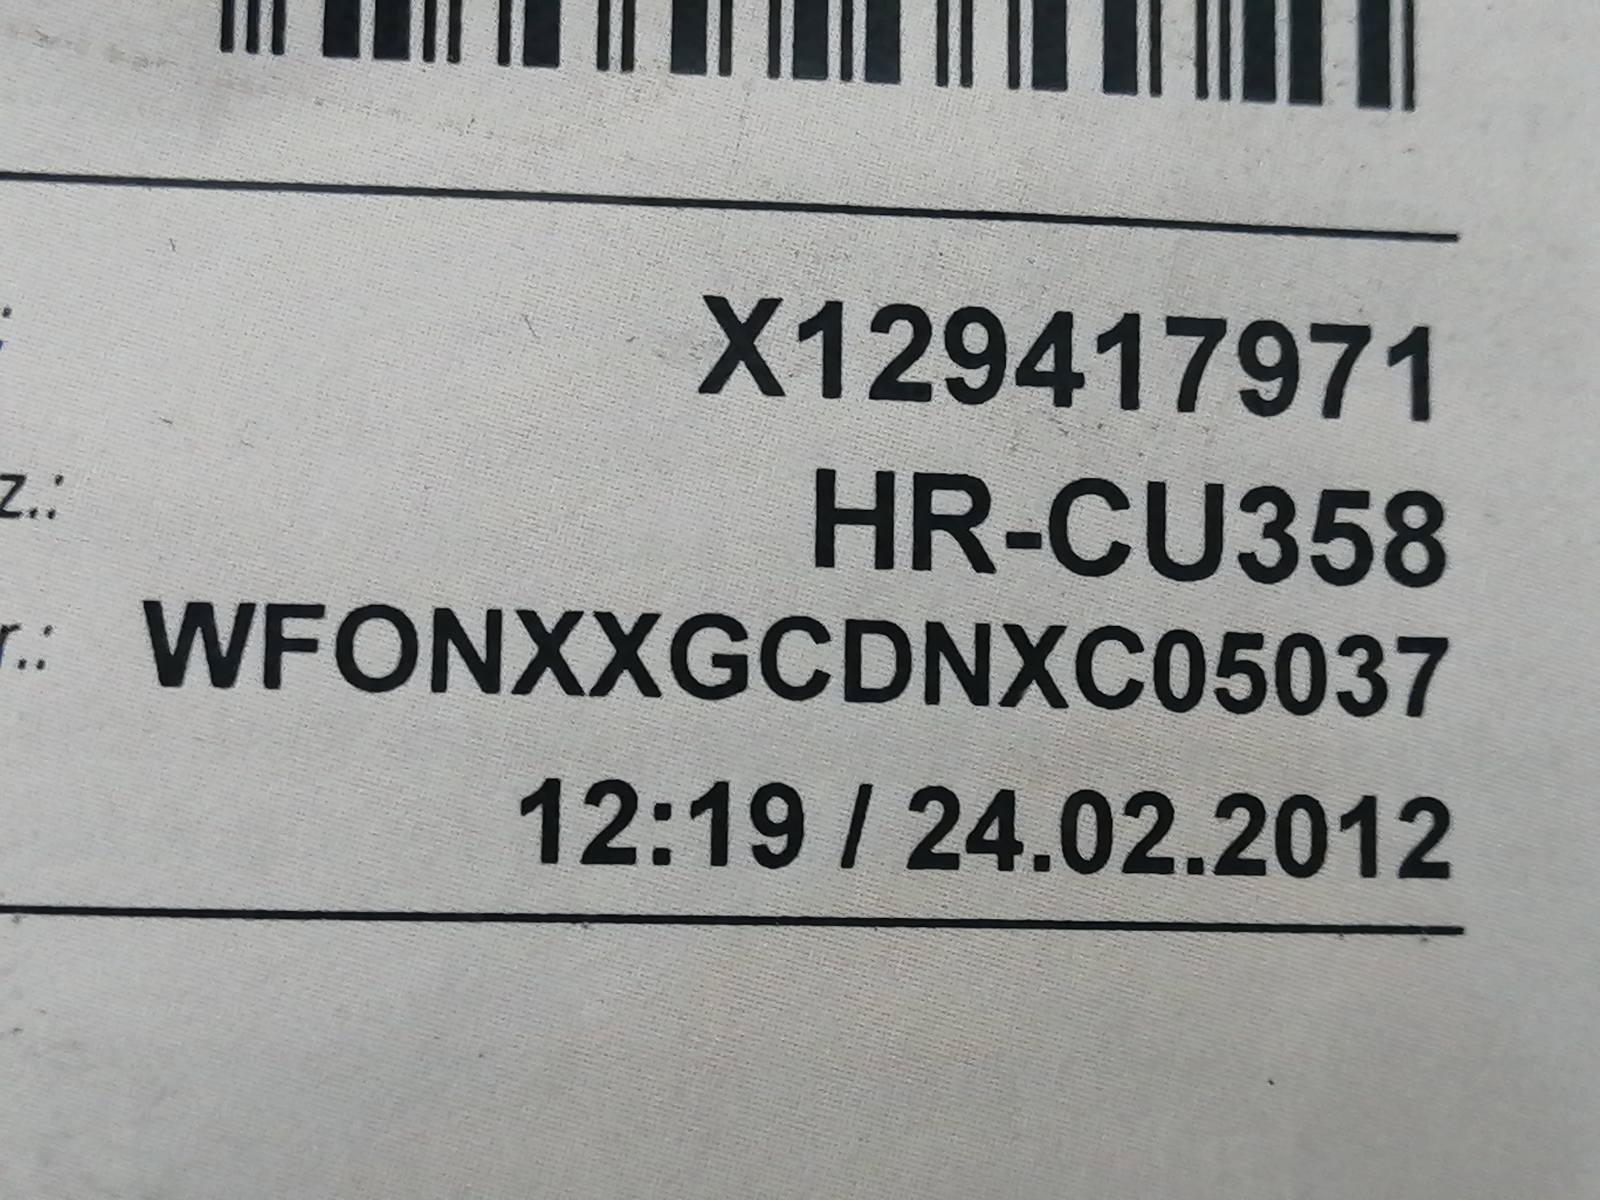 X129417971
z.: HR-CU358
r.: WFONXXGCDNXC05037
12:19 / 24.02.2012